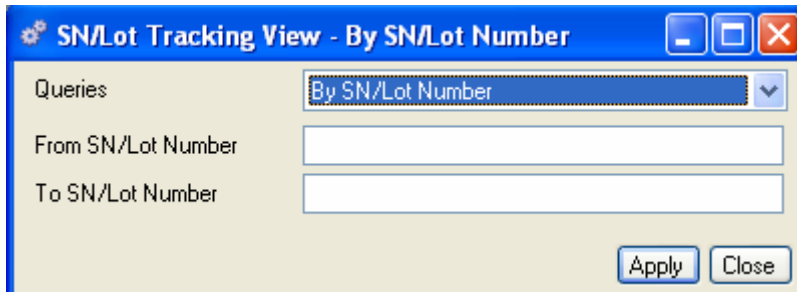 SN/Lot Tracking View - By SN/Lot Number
Queries By SN/Lot Number
From SN/Lot Number
To SN/Lot Number
Apply Close